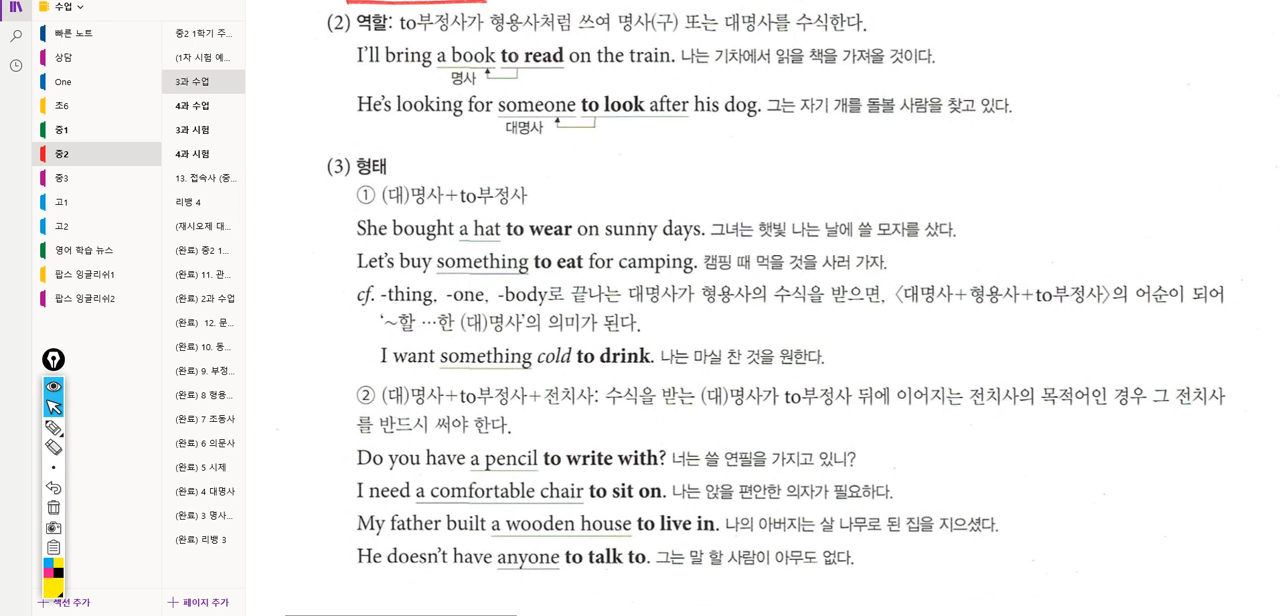 수업
빠른 노트
상담
One
초6
중1
중2
중3
고1
고2
영어 학습 뉴스
팝스 잉글리쉬1
팝스 잉글리쉬2
섹션 추가
중2 1학기 주...
(1차 시험 예...
3과 수업
4과 수업
3과 시험
4과 시험
13. 접속사 (중...
리뱅 4
(재시오제 대...
(완료) 중2 1...
(완료) 11. 관...
(완료) 2과 수업
(완료) 12. 문...
(완료) 10. 동...
(완료) 9. 부정...
(완료) 8 형용...
(완료) 7 조동사
(완료) 6 의문사
(완료) 5 시제
(완료) 4 대명사
(완료) 3 명사...
(완료) 리뱅 3
페이지 추가
(2) 역할: to부정사가 형용사처럼 쓰여 명사(구) 또는 대명사를 수식한다.
I'll bring a book to read on the train. 나는 기차에서 읽을 책을 가져올 것이다.
명사
He's looking for someone to look after his dog. 그는 자기 개를 돌볼 사람을 찾고 있다.
대명사
(3) 형태
① (대)명사+to부정사
She bought a hat to wear on sunny days. 그녀는 햇빛 나는 날에 쓸 모자를 샀다.
Let's buy something to eat for camping. 캠핑 때 먹을 것을 사러 가자.
cf. -thing, -one, -body로 끝나는 대명사가 형용사의 수식을 받으면, 〈대명사+형용사+to부정사〉의 어순이 되어
'~할 …한 (대)명사'의 의미가 된다.
I want something cold to drink. 나는 마실 찬 것을 원한다.
② (대)명사+to부정사+전치사: 수식을 받는 (대)명사가 to부정사 뒤에 이어지는 전치사의 목적어인 경우 그 전치사
를 반드시 써야 한다.
Do you have a pencil to write with? 너는 쓸 연필을 가지고 있니?
I need a comfortable chair to sit on. 나는 앉을 편안한 의자가 필요하다.
My father built a wooden house to live in. 나의 아버지는 살 나무로 된 집을 지으셨다.
He doesn't have anyone to talk to. 그는 말 할 사람이 아무도 없다.